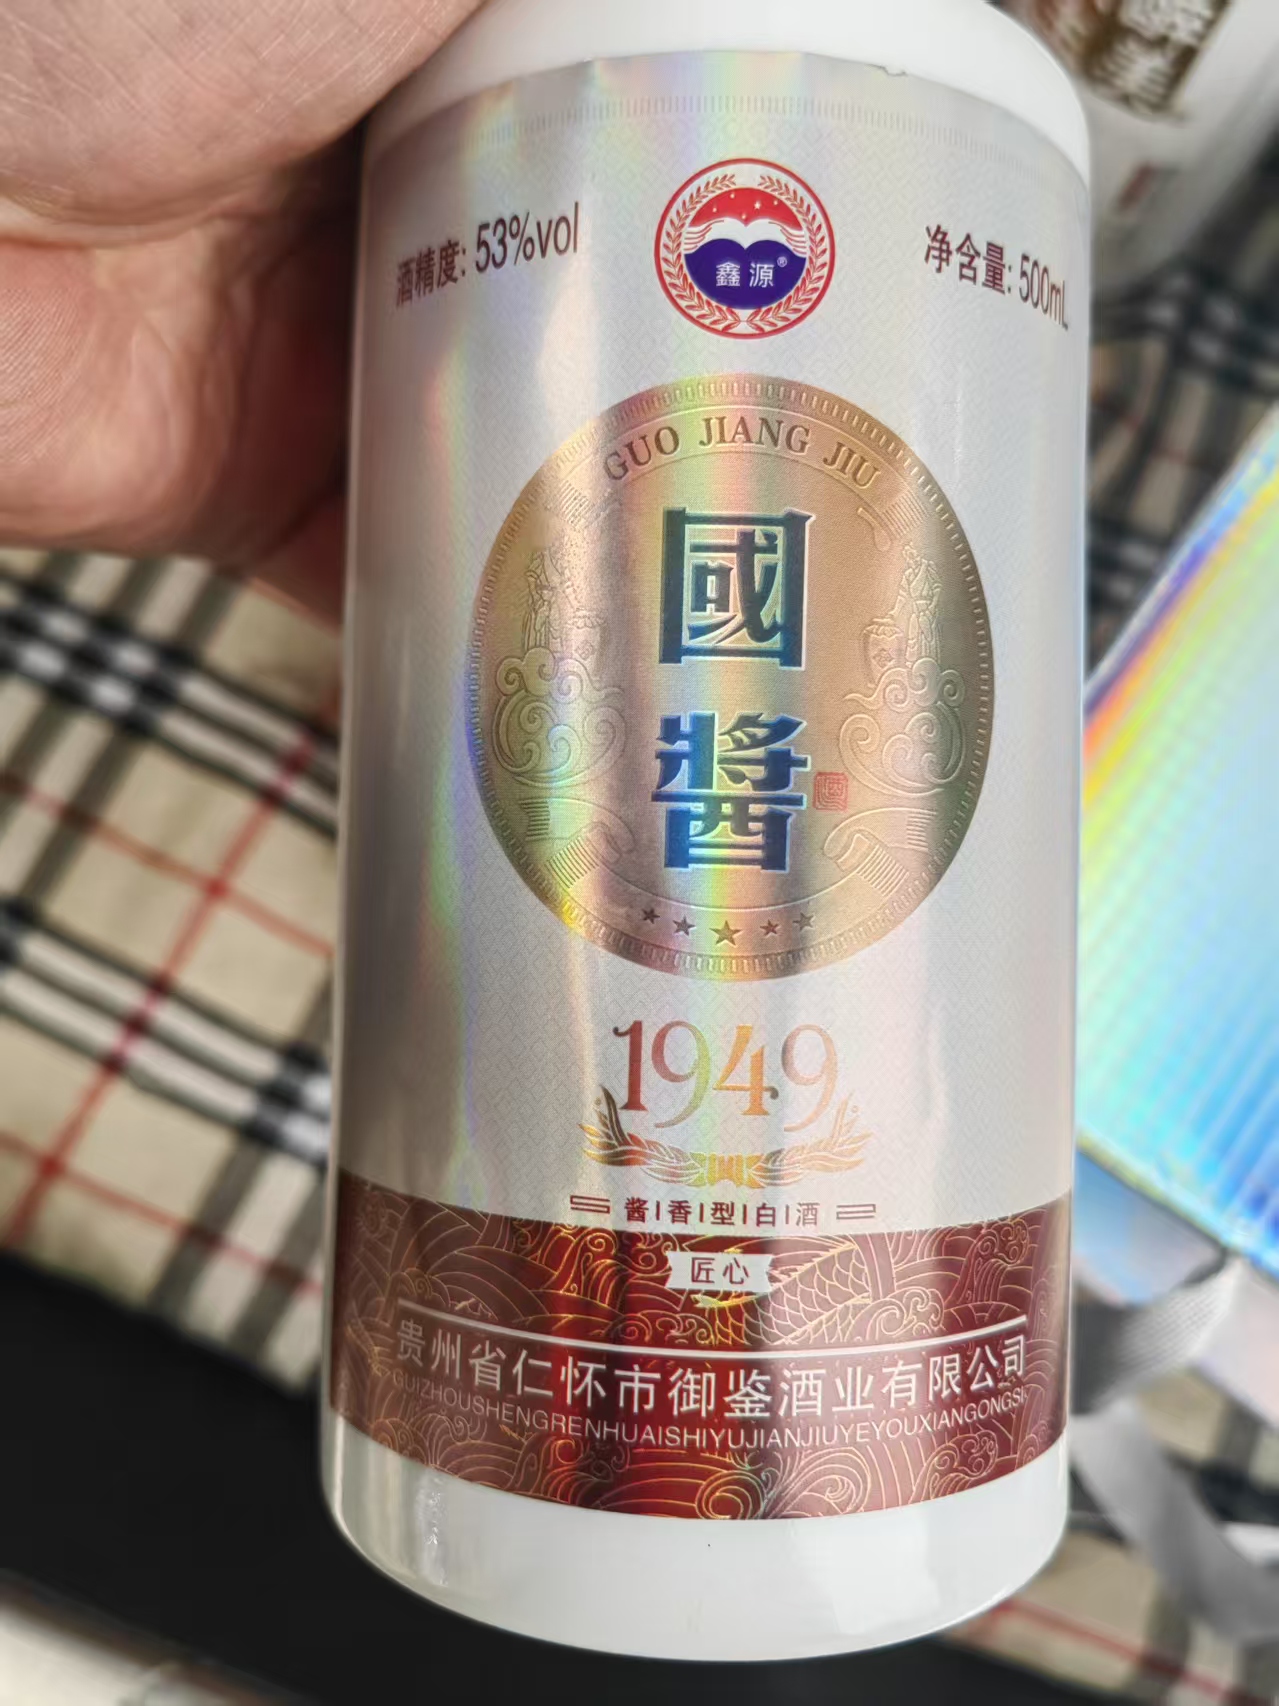 酒精度: 53%vol
鑫源®
净含量: 500mL
GUO JIANG JIU
國
醬
1949
酱|香|型|白|酒
匠心
贵州省仁怀市御鉴酒业有限公司
GUIZHOUSHENGRENHUAISHIYUJIANJIUYEYOUXIANGONGSI